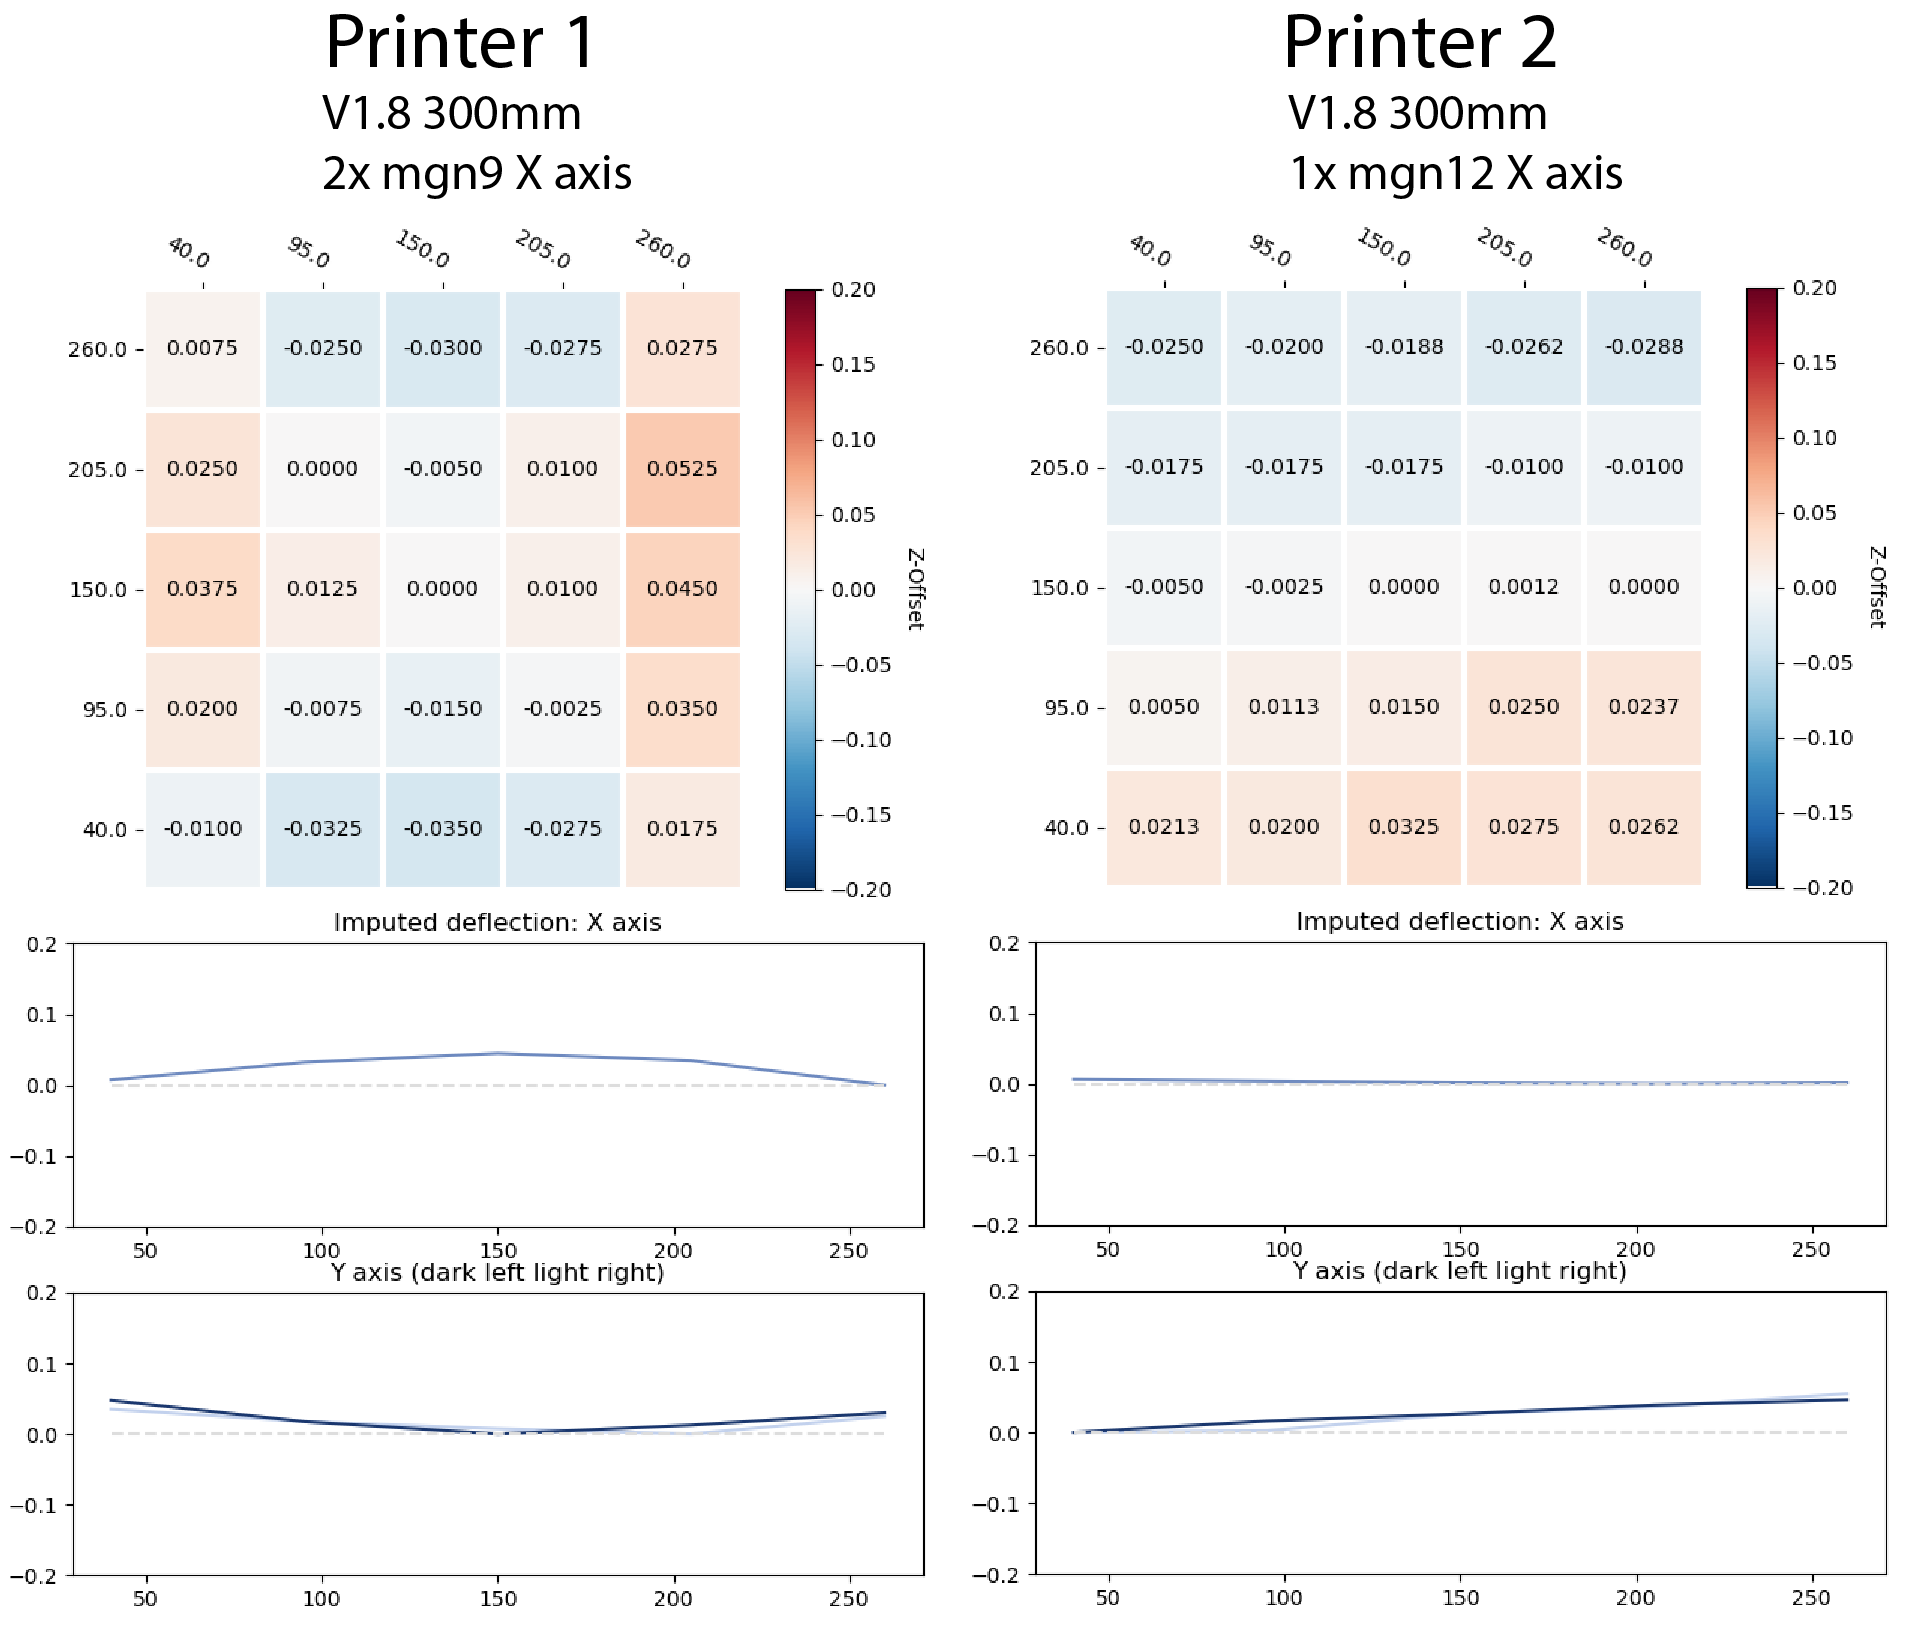 Printer 1
V1.8 300mm
2x mgn9 X axis
40.0 95.0 150.0 205.0 260.0
260.0 0.0075 -0.0250 -0.0300 -0.0275 0.0275
205.0 0.0250 0.0000 -0.0050 0.0100 0.0525
150.0 0.0375 0.0125 0.0000 0.0100 0.0450
95.0 0.0200 -0.0075 -0.0150 -0.0025 0.0350
40.0 -0.0100 -0.0325 -0.0350 -0.0275 0.0175
0.20
0.15
0.10
0.05
0.00
−0.05
−0.10
−0.15
−0.20
Z-Offset
Imputed deflection: X axis
0.2
0.1
0.0
−0.1
−0.2
50 100 150 200 250
Y axis (dark left light right)
0.2
0.1
0.0
−0.1
−0.2
50 100 150 200 250
Printer 2
V1.8 300mm
1x mgn12 X axis
40.0 95.0 150.0 205.0 260.0
260.0 -0.0250 -0.0200 -0.0188 -0.0262 -0.0288
205.0 -0.0175 -0.0175 -0.0175 -0.0100 -0.0100
150.0 -0.0050 -0.0025 0.0000 0.0012 0.0000
95.0 0.0050 0.0113 0.0150 0.0250 0.0237
40.0 0.0213 0.0200 0.0325 0.0275 0.0262
0.20
0.15
0.10
0.05
0.00
−0.05
−0.10
−0.15
−0.20
Z-Offset
Imputed deflection: X axis
0.2
0.1
0.0
−0.1
−0.2
50 100 150 200 250
Y axis (dark left light right)
0.2
0.1
0.0
−0.1
−0.2
50 100 150 200 250